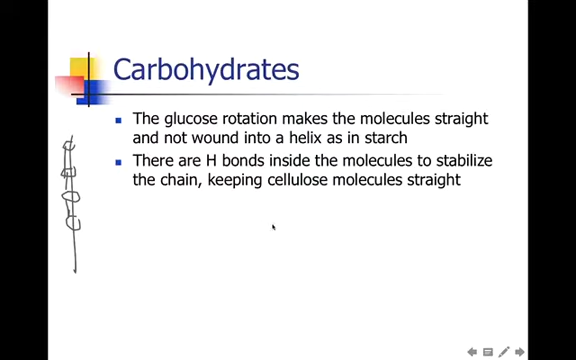 Carbohydrates
The glucose rotation makes the molecules straight
and not wound into a helix as in starch
There are H bonds inside the molecules to stabilize
the chain, keeping cellulose molecules straight